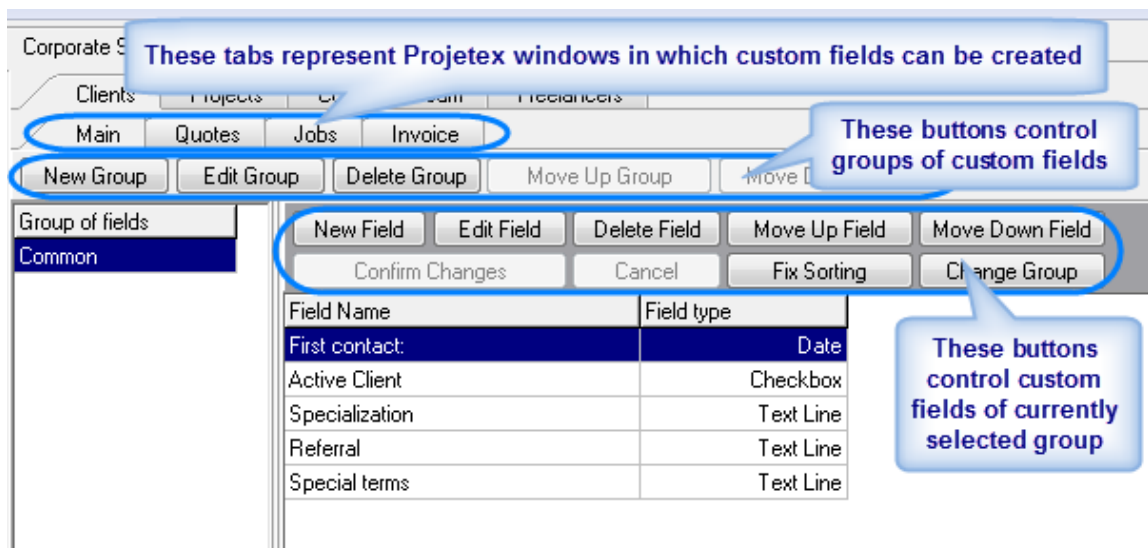 Corporate S
These tabs represent Projetex windows in which custom fields can be created
Clients Projects Freelancers
Main Quotes Jobs Invoice
These buttons control
groups of custom fields
New Group Edit Group Delete Group Move Up Group Move D
Group of fields
Common
New Field Edit Field Delete Field Move Up Field Move Down Field
Confirm Changes Cancel Fix Sorting Change Group
Field Name Field type
First contact: Date
Active Client Checkbox
Specialization Text Line
Referral Text Line
Special terms Text Line
These buttons
control custom
fields of currently
selected group